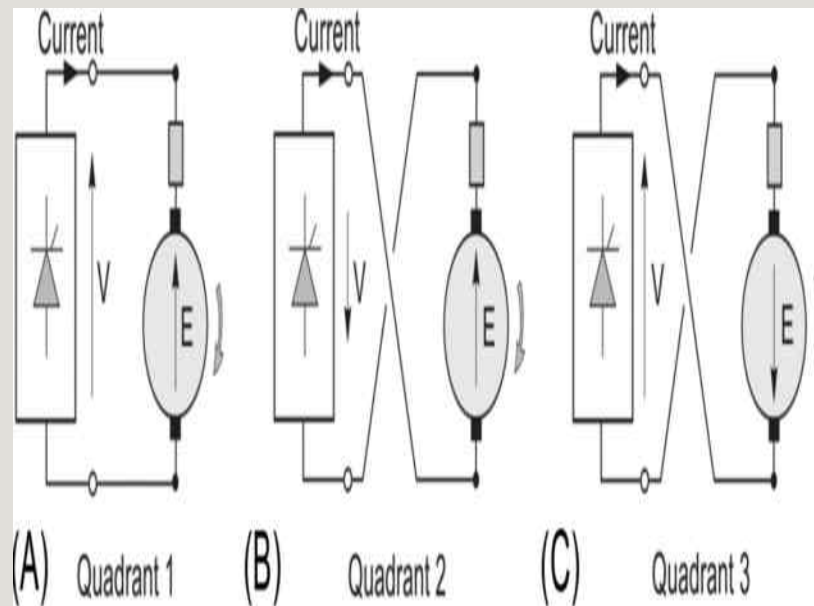 Current
V
E
(A) Quadrant 1
Current
V
E
(B) Quadrant 2
Current
V
E
(C) Quadrant 3